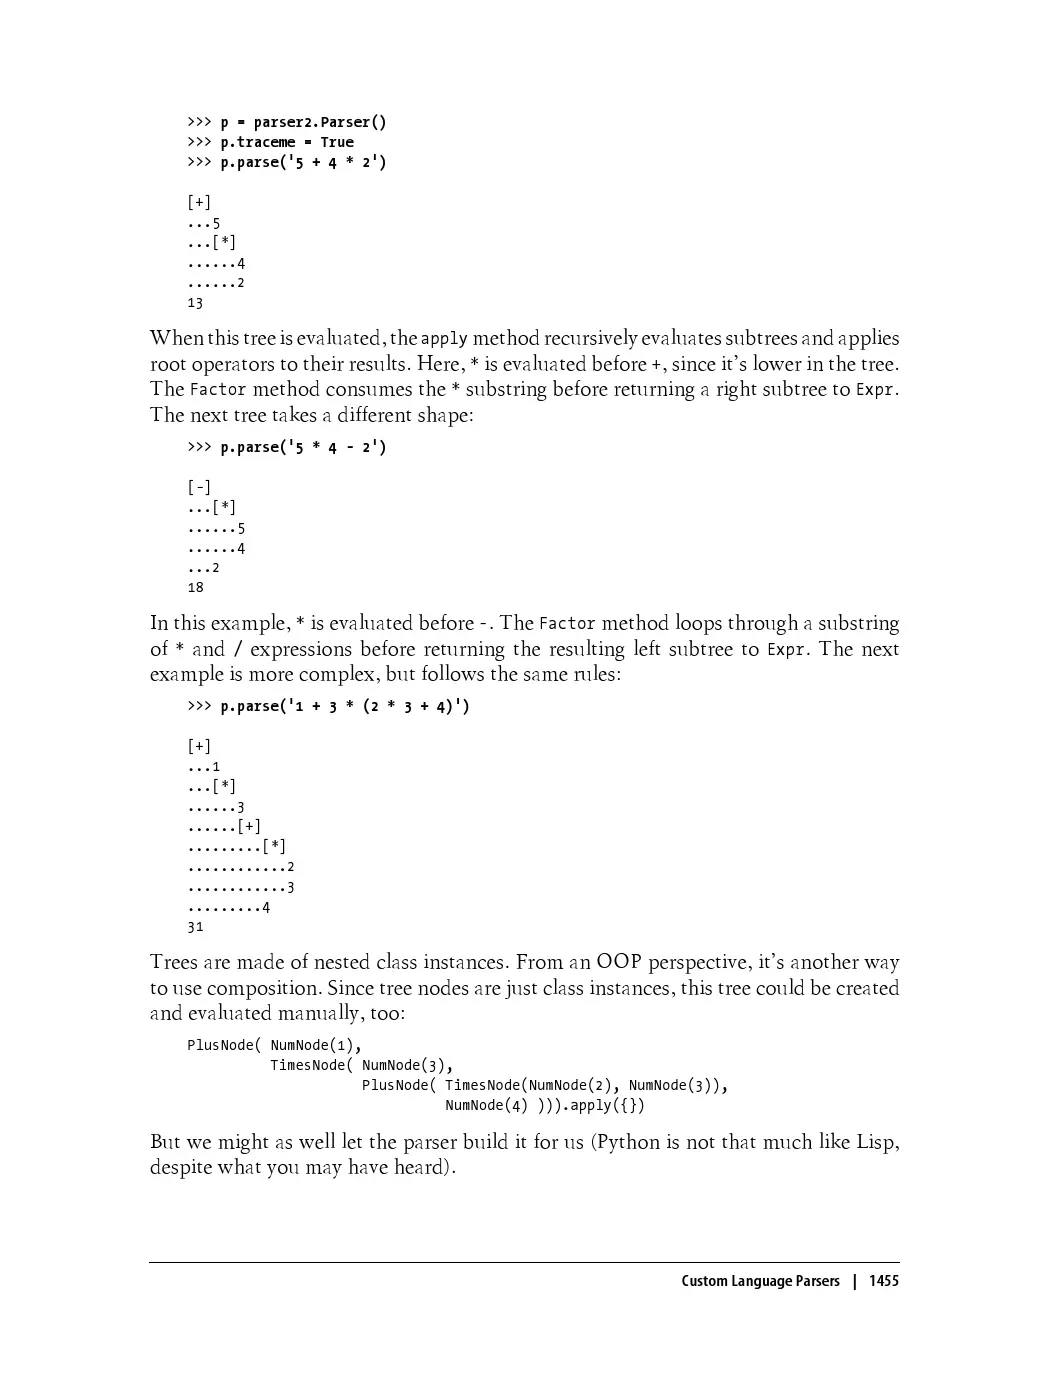 >>> p = parser2.Parser()
>>> p.traceme = True
>>> p.parse('5 + 4 * 2')
[+]
...5
...[*]
......4
......2
13
When this tree is evaluated, the apply method recursively evaluates subtrees and applies
root operators to their results. Here, * is evaluated before +, since it's lower in the tree.
The Factor method consumes the * substring before returning a right subtree to Expr.
The next tree takes a different shape:
>>> p.parse('5 * 4 - 2')
[-]
...[*]
......5
......4
...2
18
In this example, * is evaluated before -. The Factor method loops through a substring
of * and / expressions before returning the resulting left subtree to Expr. The next
example is more complex, but follows the same rules:
>>> p.parse('1 + 3 * (2 * 3 + 4)')
[+]
...1
...[*]
......3
......[+]
.........[*]
............2
............3
.........4
31
Trees are made of nested class instances. From an OOP perspective, it's another way
to use composition. Since tree nodes are just class instances, this tree could be created
and evaluated manually, too:
PlusNode( NumNode(1),
TimesNode( NumNode(3),
PlusNode( TimesNode(NumNode(2), NumNode(3)),
NumNode(4) ))).apply({})
But we might as well let the parser build it for us (Python is not that much like Lisp,
despite what you may have heard).
Custom Language Parsers | 1455